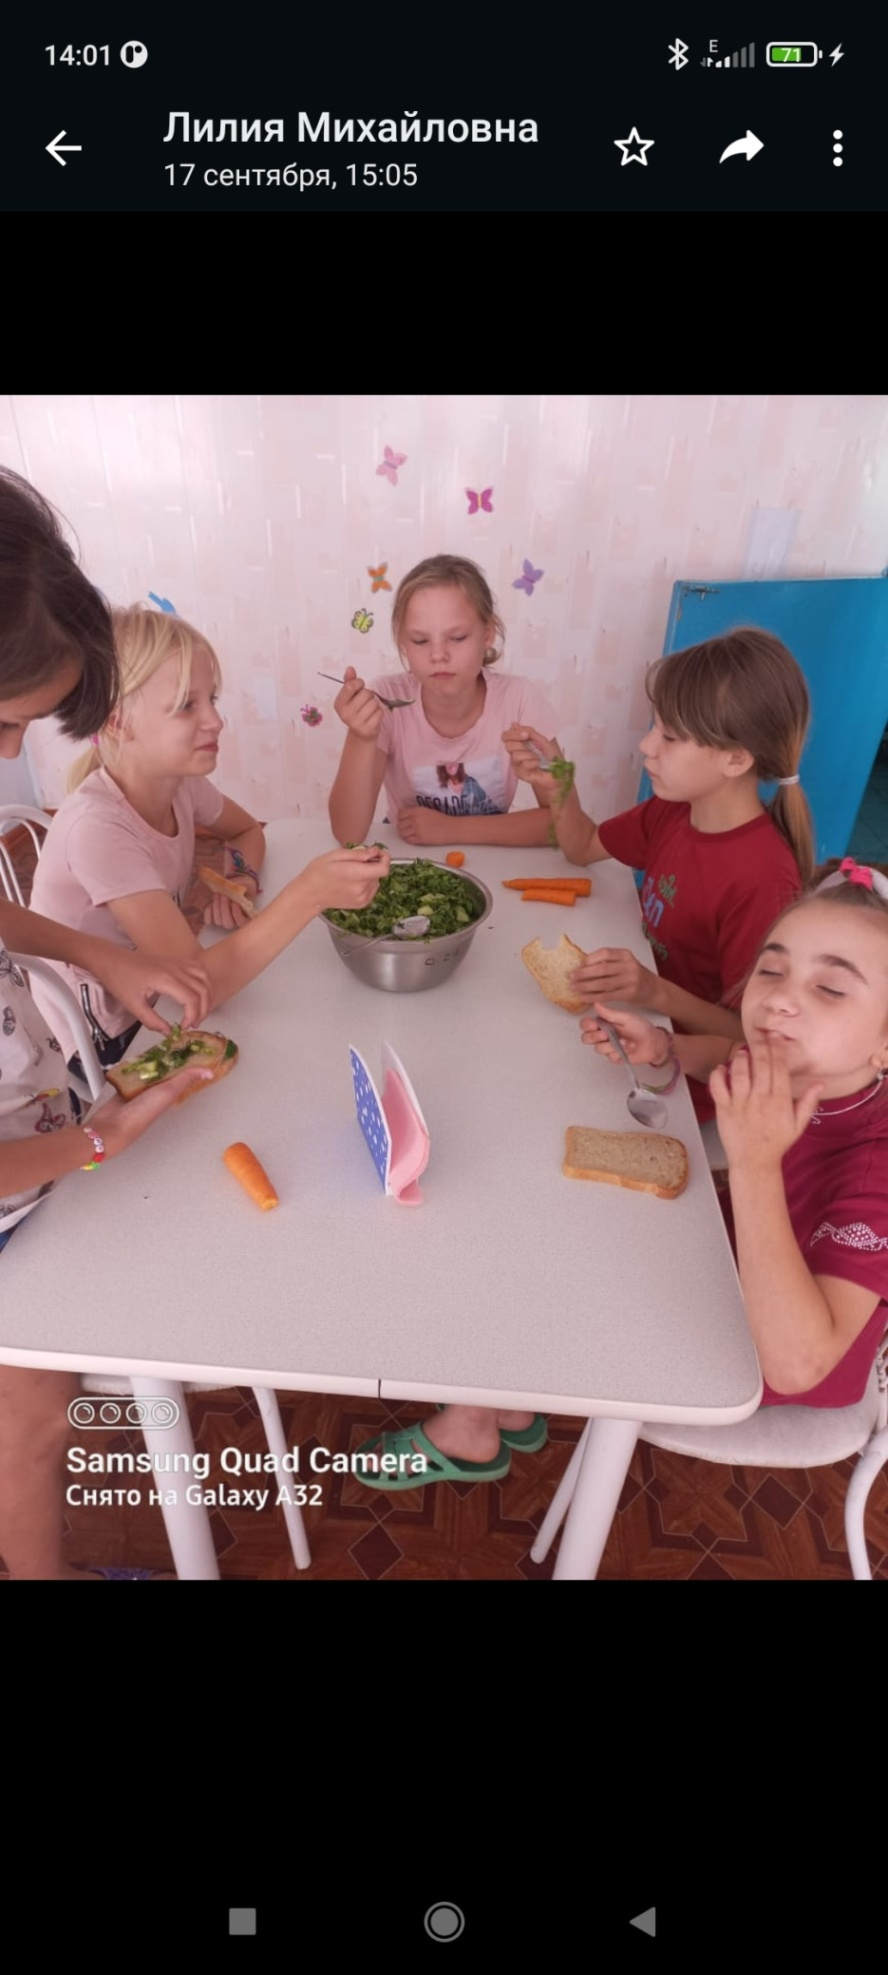 14:01
E
71
Лилия Михайловна
17 сентября, 15:05
Samsung Quad Camera
Снято на Galaxy A32